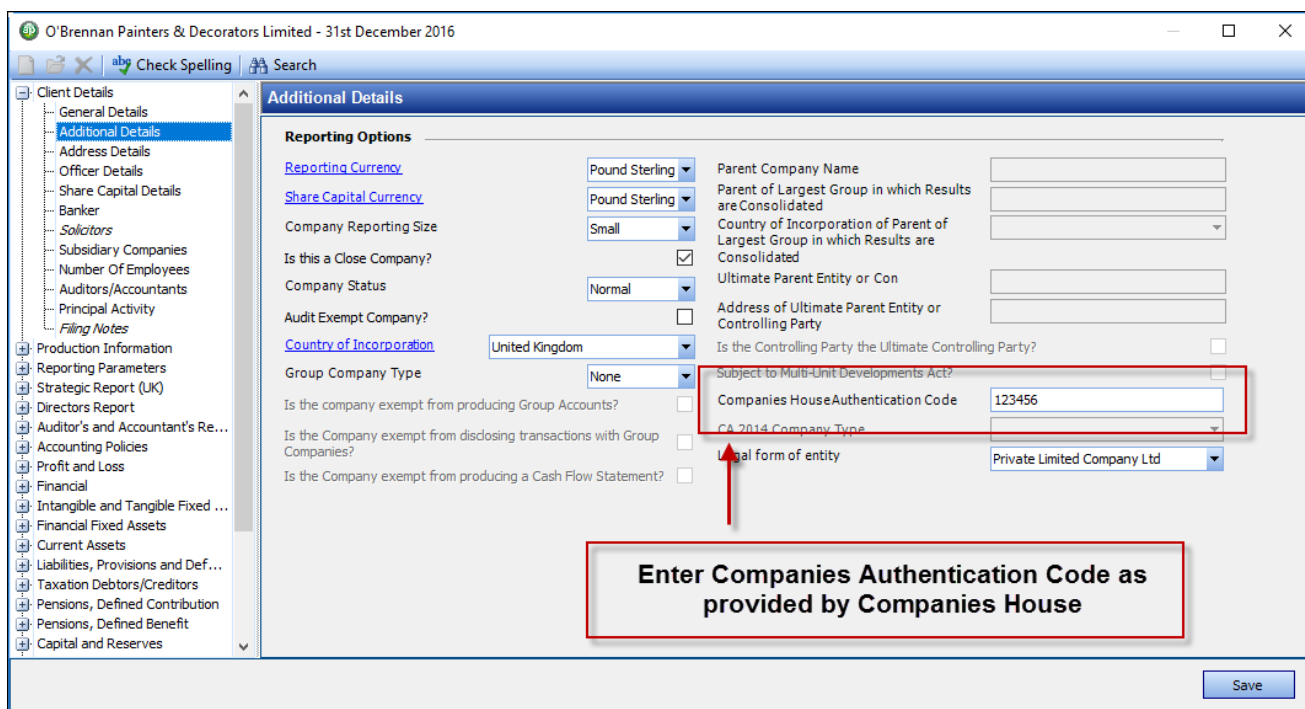 O'Brennan Painters & Decorators Limited - 31st December 2016
abc Check Spelling Search
Client Details
General Details
Additional Details
Address Details
Officer Details
Share Capital Details
Banker
Solicitors
Subsidiary Companies
Number Of Employees
Auditors/Accountants
Principal Activity
Filing Notes
Production Information
Reporting Parameters
Strategic Report (UK)
Directors Report
Auditor's and Accountant's Re...
Accounting Policies
Profit and Loss
Financial
Intangible and Tangible Fixed ...
Financial Fixed Assets
Current Assets
Liabilities, Provisions and Def...
Taxation Debtors/Creditors
Pensions, Defined Contribution
Pensions, Defined Benefit
Capital and Reserves
Additional Details
Reporting Options
Reporting Currency Pound Sterling
Share Capital Currency Pound Sterling
Company Reporting Size Small
Is this a Close Company?
Company Status Normal
Audit Exempt Company?
Country of Incorporation United Kingdom
Group Company Type None
Is the company exempt from producing Group Accounts?
Is the Company exempt from disclosing transactions with Group
Companies?
Is the Company exempt from producing a Cash Flow Statement?
Parent Company Name
Parent of Largest Group in which Results
are Consolidated
Country of Incorporation of Parent of
Largest Group in which Results are
Consolidated
Ultimate Parent Entity or Con
Address of Ultimate Parent Entity or
Controlling Party
Is the Controlling Party the Ultimate Controlling Party?
Subject to Multi-Unit Developments Act?
Companies House Authentication Code 123456
CA 2014 Company Type
Legal form of entity Private Limited Company Ltd
Enter Companies Authentication Code as
provided by Companies House
Save